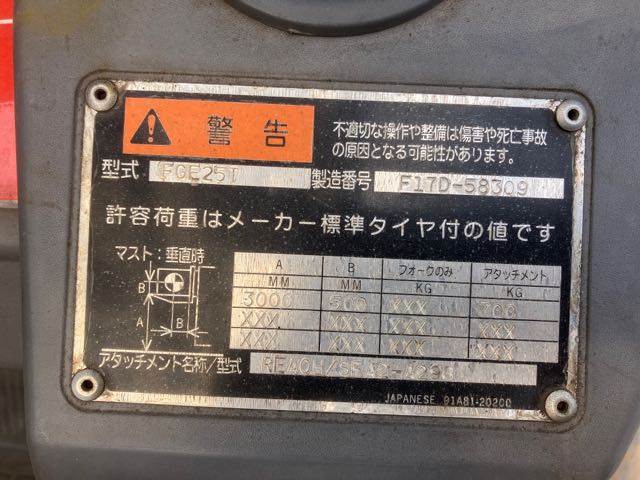 警告
不適切な操作や整備は傷害や死亡事故
の原因となる可能性があります。
型式 FGE25T 製造番号 F17D-58309
許容荷重はメーカー標準タイヤ付の値です
マスト:垂直時
A B フォークのみ アタッチメント
MM MM KG KG
3000 500 XXX 700
XXX XXX XXX XXX
XXX XXX XXX XXX
B
B
A
アタッチメント名称/型式 REACH
JAPANESE 91A81-20200